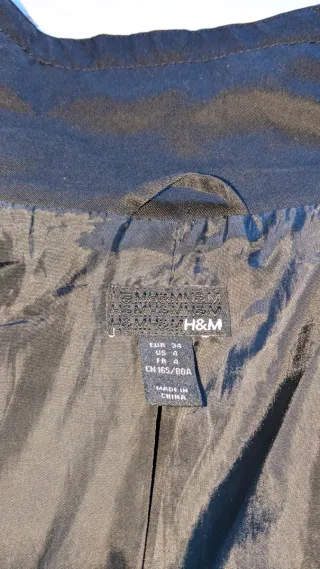 H&M
EUR 34
US 4
FR 4
CN 165/80A
MADE IN
CHINA